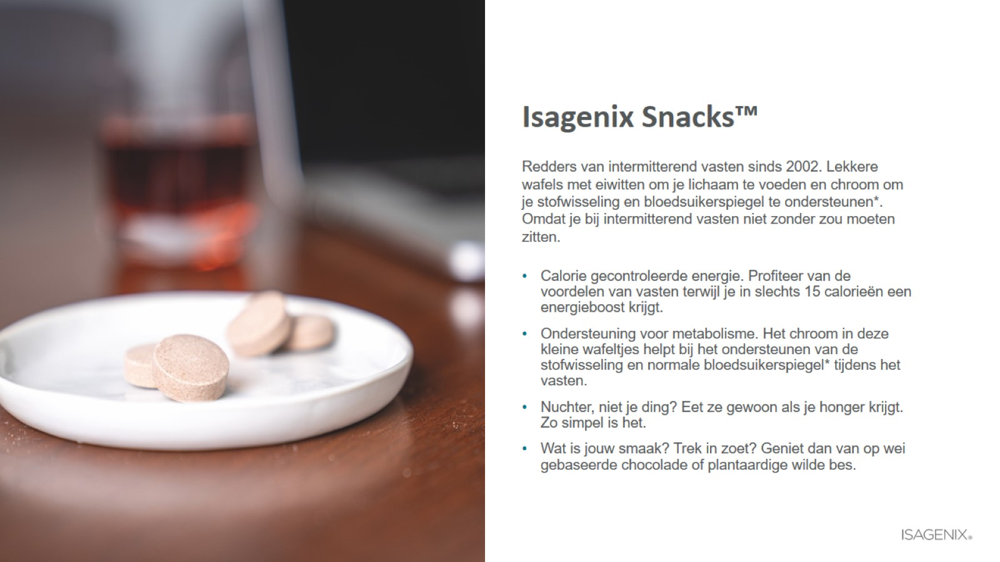 Isagenix Snacks™
Redders van intermitterend vasten sinds 2002. Lekkere
wafels met eiwitten om je lichaam te voeden en chroom om
je stofwisseling en bloedsuikerspiegel te ondersteunen*.
Omdat je bij intermitterend vasten niet zonder zou moeten
zitten.
• Calorie gecontroleerde energie. Profiteer van de
voordelen van vasten terwijl je in slechts 15 calorieën een
energieboost krijgt.
• Ondersteuning voor metabolisme. Het chroom in deze
kleine wafeltjes helpt bij het ondersteunen van de
stofwisseling en normale bloedsuikerspiegel* tijdens het
vasten.
• Nuchter, niet je ding? Eet ze gewoon als je honger krijgt.
Zo simpel is het.
• Wat is jouw smaak? Trek in zoet? Geniet dan van op wei
gebaseerde chocolade of plantaardige wilde bes.
ISAGENIX®